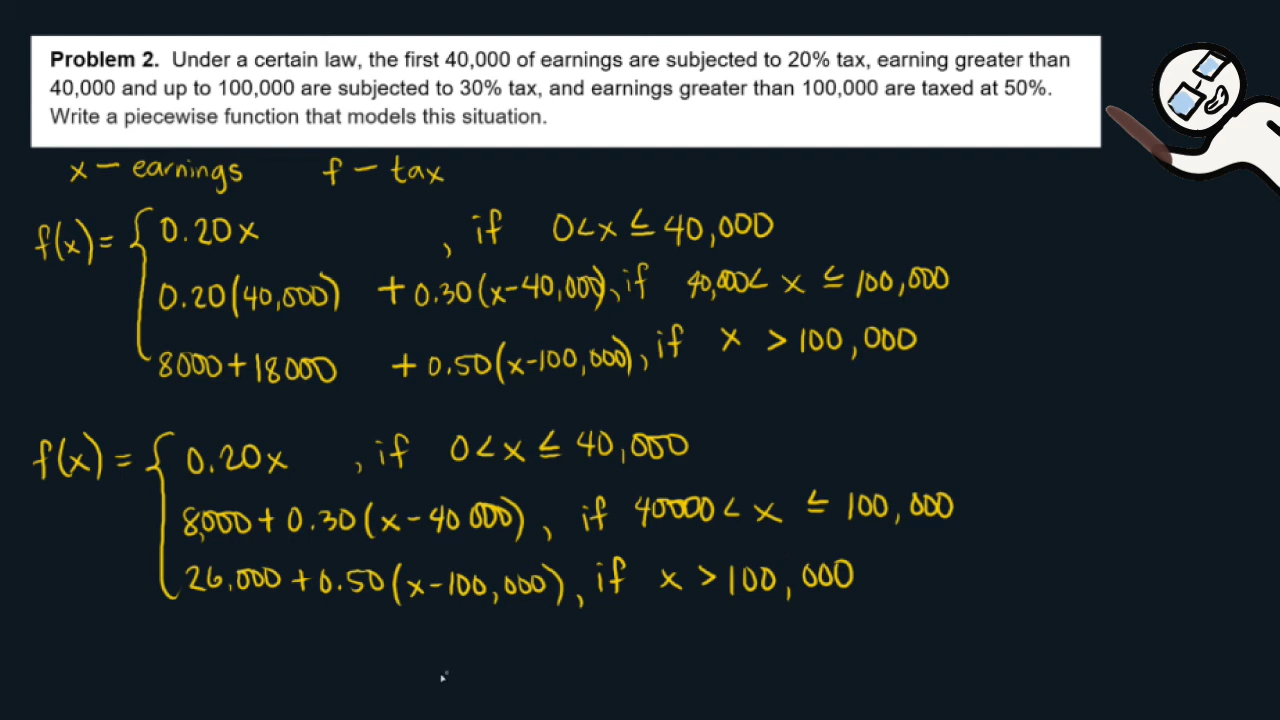 Problem 2. Under a certain law, the first 40,000 of earnings are subjected to 20% tax, earning greater than
40,000 and up to 100,000 are subjected to 30% tax, and earnings greater than 100,000 are taxed at 50%.
Write a piecewise function that models this situation.
x - earnings f - tax
f(x) = { 0.20x , if 0 < x ≤ 40,000
0.20(40,000) + 0.30(x-40,000), if 40,000 < x ≤ 100,000
8000 + 18000 + 0.50(x-100,000), if x > 100,000
f(x) = { 0.20x , if 0 < x ≤ 40,000
8,000 + 0.30(x - 40 000), if 40000 < x ≤ 100,000
26,000 + 0.50(x-100,000), if x > 100,000